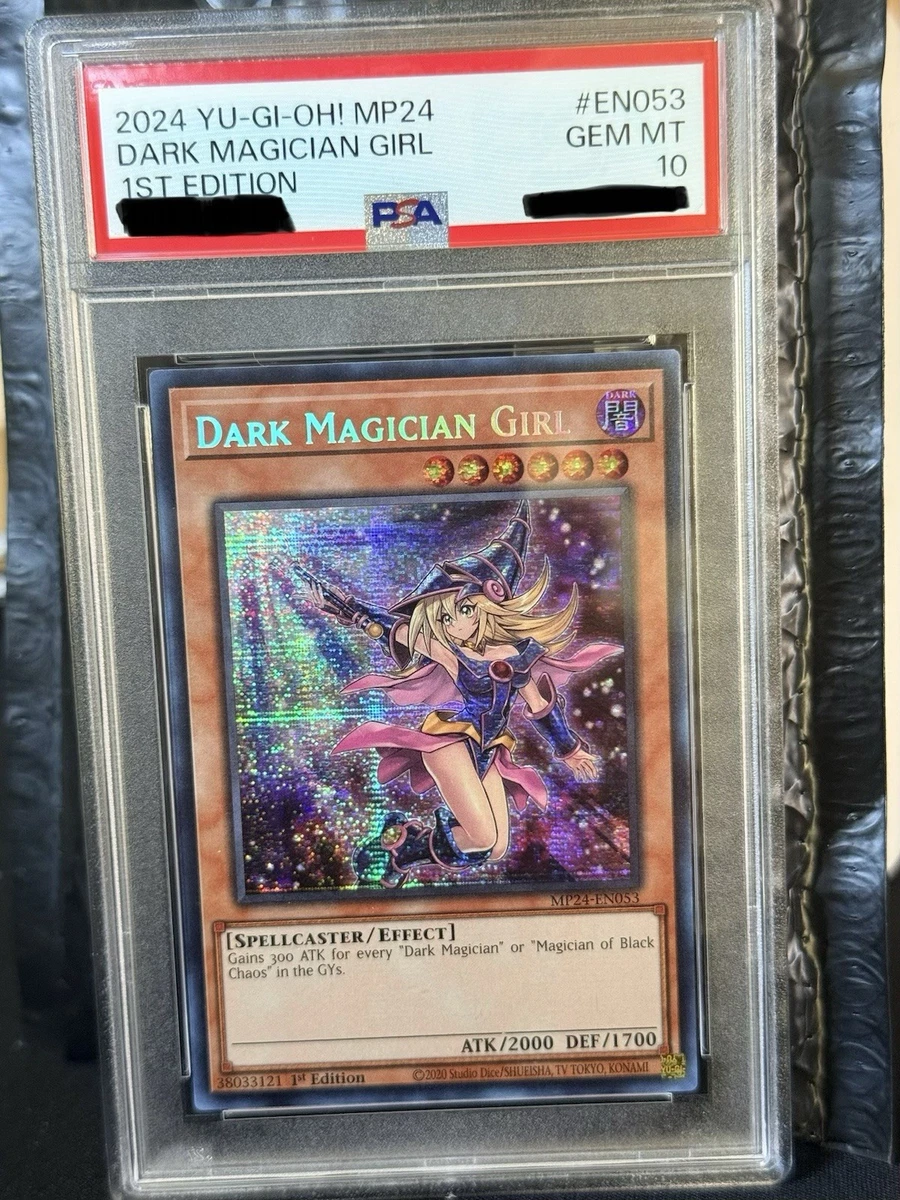 2024 YU-GI-OH! MP24 #EN053
DARK MAGICIAN GIRL GEM MT
1ST EDITION 10
PSA
DARK MAGICIAN GIRL
DARK
闇
MP24-EN053
[SPELLCASTER/EFFECT]
Gains 300 ATK for every "Dark Magician" or "Magician of Black
Chaos" in the GYs.
ATK/2000 DEF/1700
38033121 1st Edition ©2020 Studio Dice/SHUEISHA, TV TOKYO, KONAMI